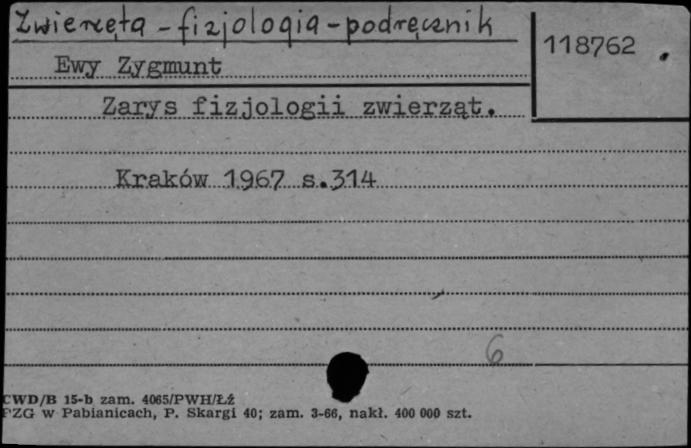 Zwierzęta - fizjologia - podręcznik
118762 .
Ewy Zygmunt
Zarys fizjologii zwierząt.
Kraków 1967 s.314
6
CWD/B 15-b zam. 4065/PWH/Łź
PZG w Pabianicach, P. Skargi 40; zam. 3-66, nakł. 400 000 szt.